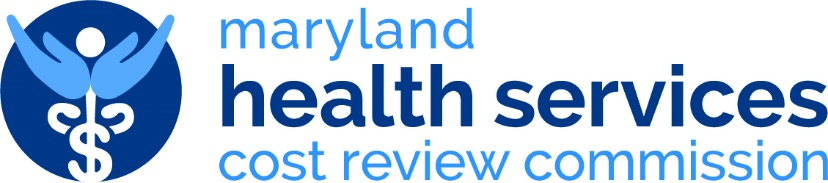 maryland
health services
cost review commission